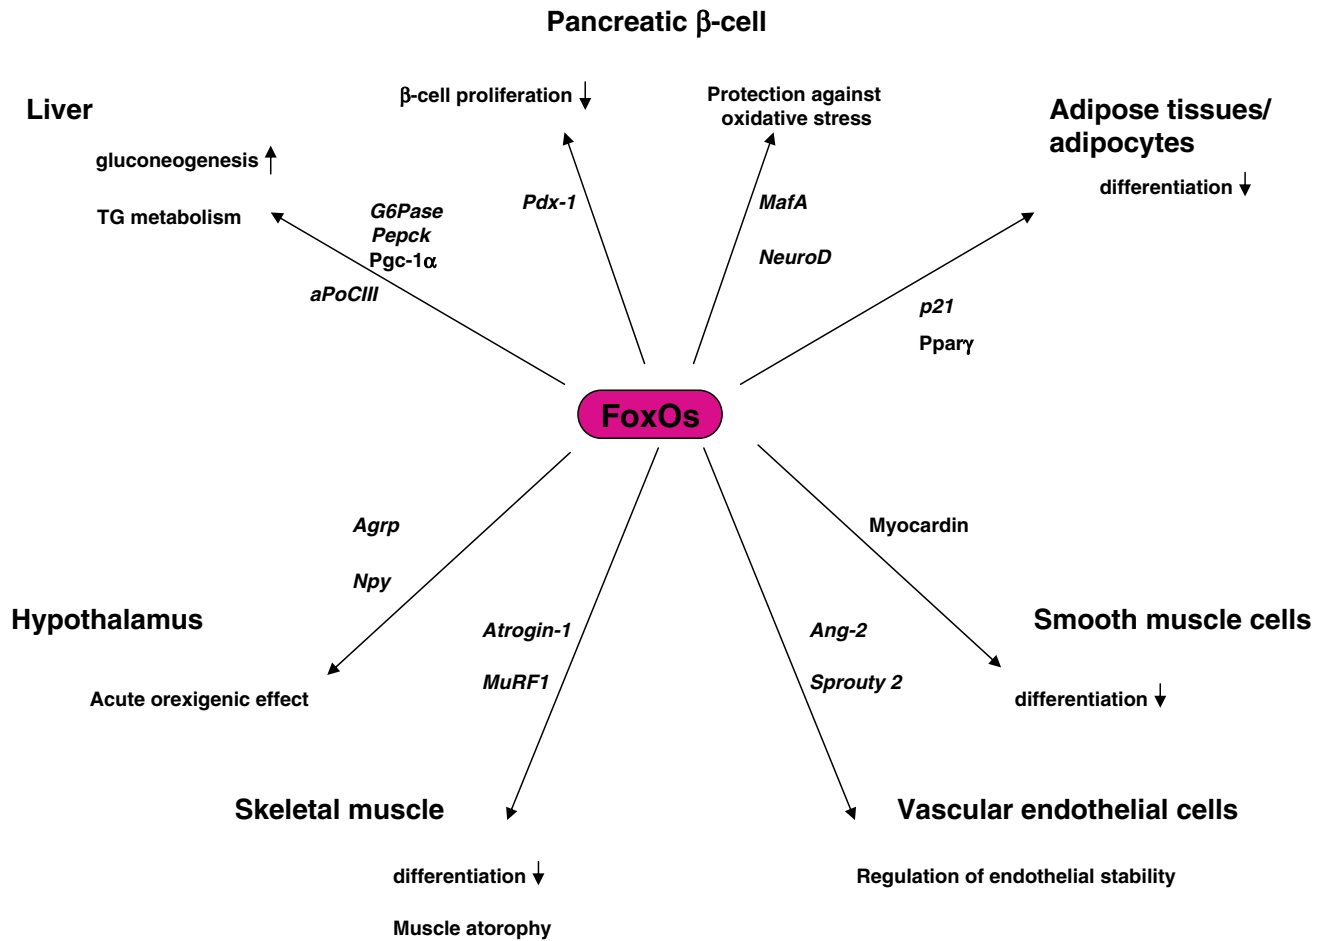 Pancreatic β-cell
β-cell proliferation ↓
Protection against
oxidative stress
Liver
gluconeogenesis ↑
TG metabolism
Adipose tissues/
adipocytes
differentiation ↓
G6Pase
Pepck
Pgc-1α
aPoCIII
Pdx-1
MafA
NeuroD
p21
Pparγ
FoxOs
Agrp
Npy
Hypothalamus
Acute orexigenic effect
Atrogin-1
MuRF1
Ang-2
Sprouty 2
Myocardin
Smooth muscle cells
differentiation ↓
Skeletal muscle
differentiation ↓
Muscle atorophy
Vascular endothelial cells
Regulation of endothelial stability